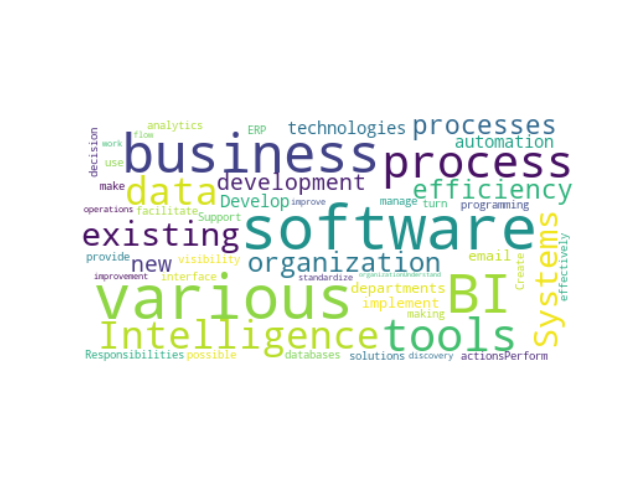 analytics ERP technologies processes
decision work flow business automation
use data development process
make Develop improve manage turn programming efficiency
operations facilitate Support software
existing organization email Systems effectively
provide new visibility
improvement interface standardize organizationUnderstand Create
various departments BI
implement making
Intelligence tools
Responsibilities possible databases solutions discovery actionsPerform